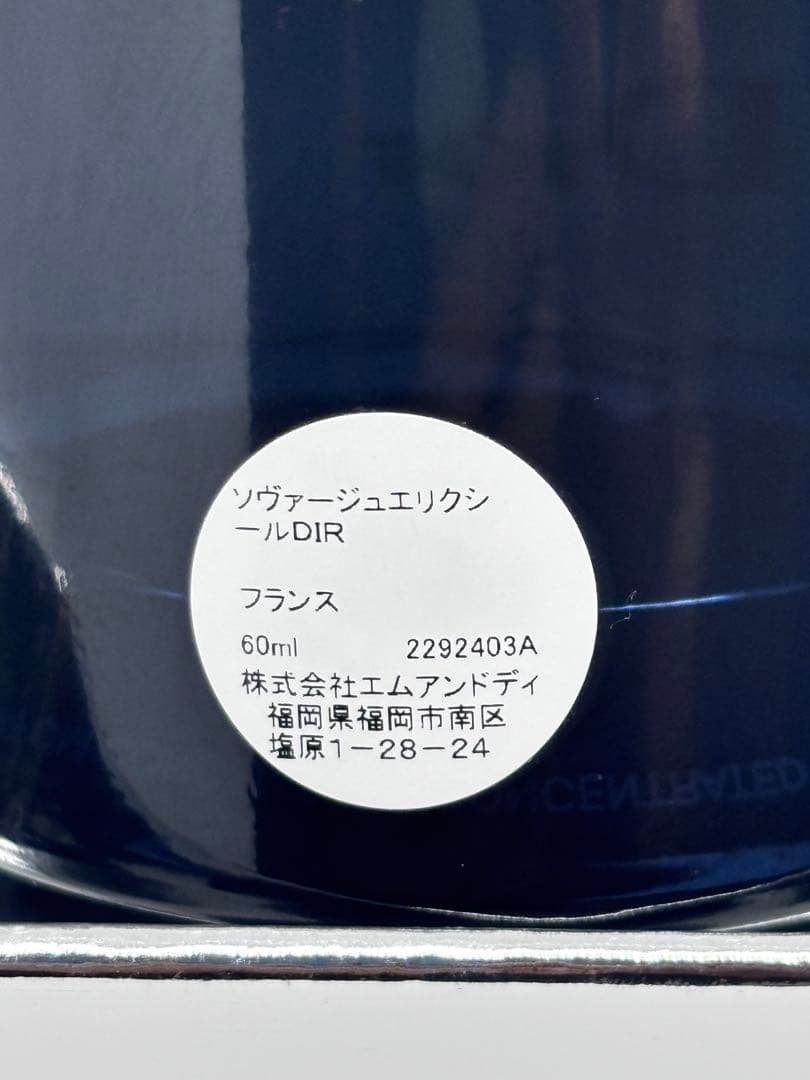 ソヴァージュエリクシ
ールDIR
フランス
60ml 2292403A
株式会社エムアンドディ
福岡県福岡市南区
塩原1-28-24
CENTRATED